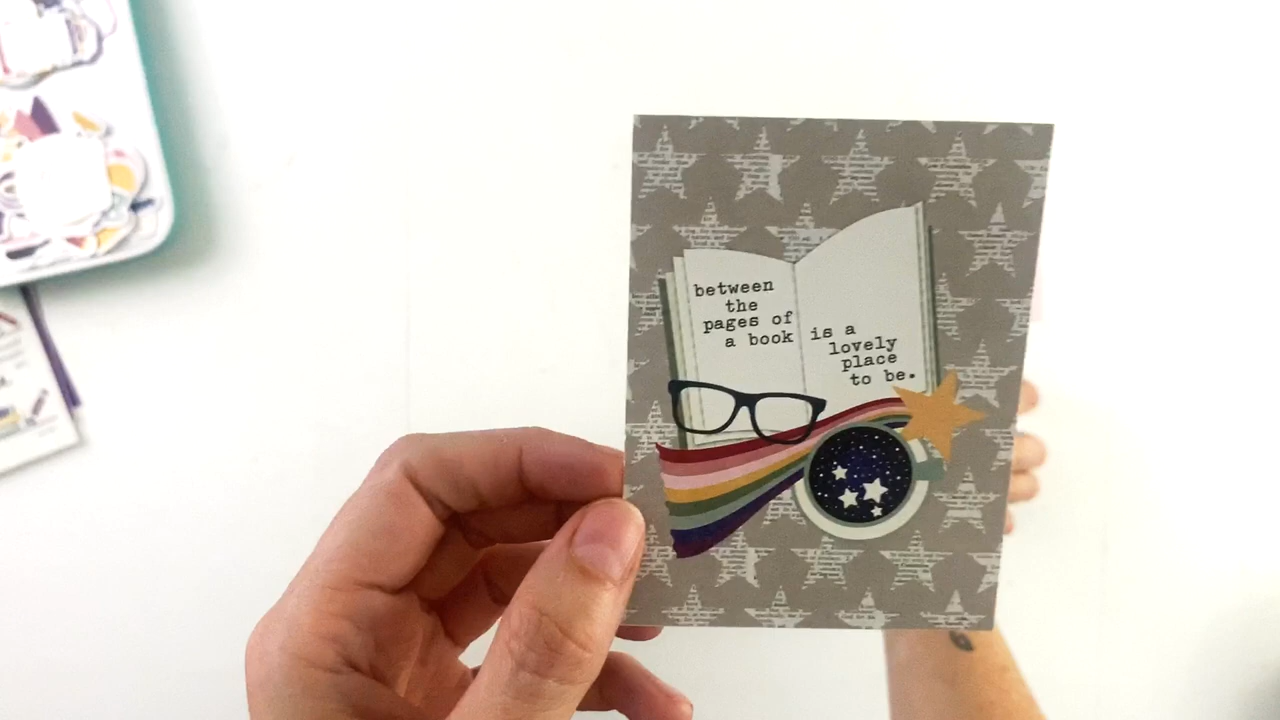 between
the
pages of
a book
is a
lovely
place
to be.